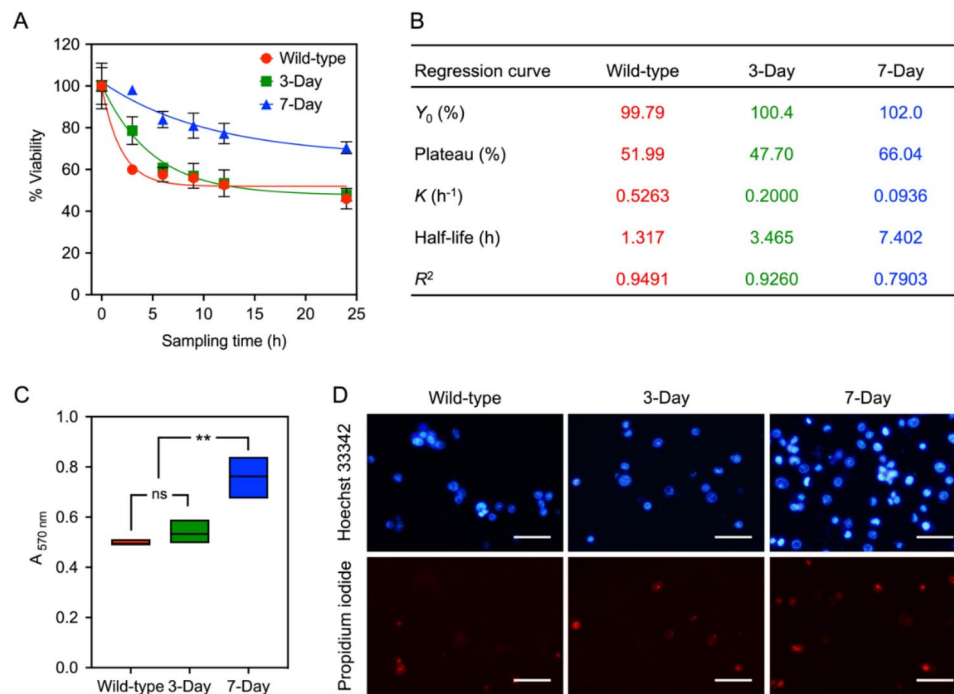 A
% Viability
120
100
80
60
40
20
0
0 5 10 15 20 25
Sampling time (h)
Wild-type
3-Day
7-Day
B
Regression curve Wild-type 3-Day 7-Day
Y₀ (%) 99.79 100.4 102.0
Plateau (%) 51.99 47.70 66.04
K (h⁻¹) 0.5263 0.2000 0.0936
Half-life (h) 1.317 3.465 7.402
R² 0.9491 0.9260 0.7903
C
A 570 nm
1.0
0.8
0.6
0.4
0.2
0.0
**
ns
Wild-type 3-Day 7-Day
D
Wild-type 3-Day 7-Day
Hoechst 33342
Propidium iodide